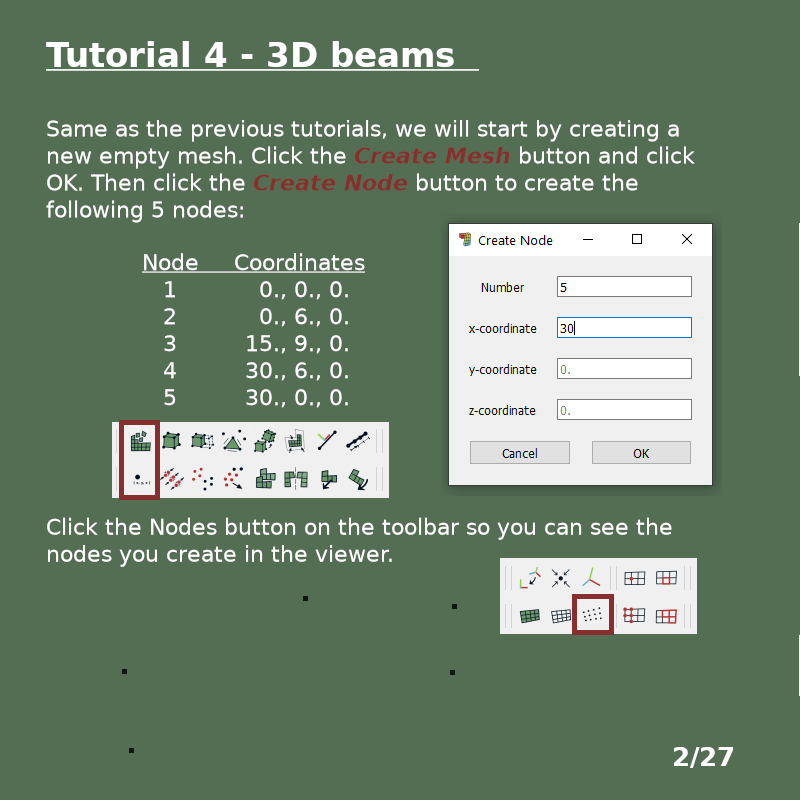 Tutorial 4 - 3D beams
Same as the previous tutorials, we will start by creating a
new empty mesh. Click the Create Mesh button and click
OK. Then click the Create Node button to create the
following 5 nodes:
Node Coordinates
1 0., 0., 0.
2 0., 6., 0.
3 15., 9., 0.
4 30., 6., 0.
5 30., 0., 0.
Create Node
Number 5
x-coordinate 30
y-coordinate 0.
z-coordinate 0.
Cancel OK
Click the Nodes button on the toolbar so you can see the
nodes you create in the viewer.
2/27